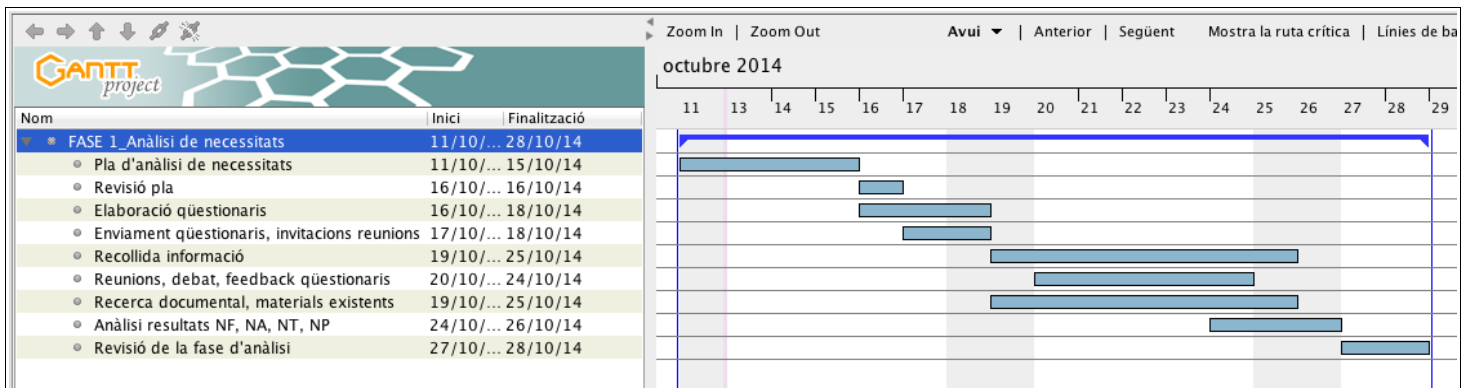 Zoom In | Zoom Out Avui | Anterior | Següent Mostra la ruta crítica | Línies de ba
GANTT
project
octubre 2014
11 13 14 15 16 17 18 19 20 21 22 23 24 25 26 27 28 29
Nom Inici Finalització
FASE 1_Anàlisi de necessitats 11/10/... 28/10/14
Pla d'anàlisi de necessitats 11/10/... 15/10/14
Revisió pla 16/10/... 16/10/14
Elaboració qüestionaris 16/10/... 18/10/14
Enviament qüestionaris, invitacions reunions 17/10/... 18/10/14
Recollida informació 19/10/... 25/10/14
Reunions, debat, feedback qüestionaris 20/10/... 24/10/14
Recerca documental, materials existents 19/10/... 25/10/14
Anàlisi resultats NF, NA, NT, NP 24/10/... 26/10/14
Revisió de la fase d'anàlisi 27/10/... 28/10/14